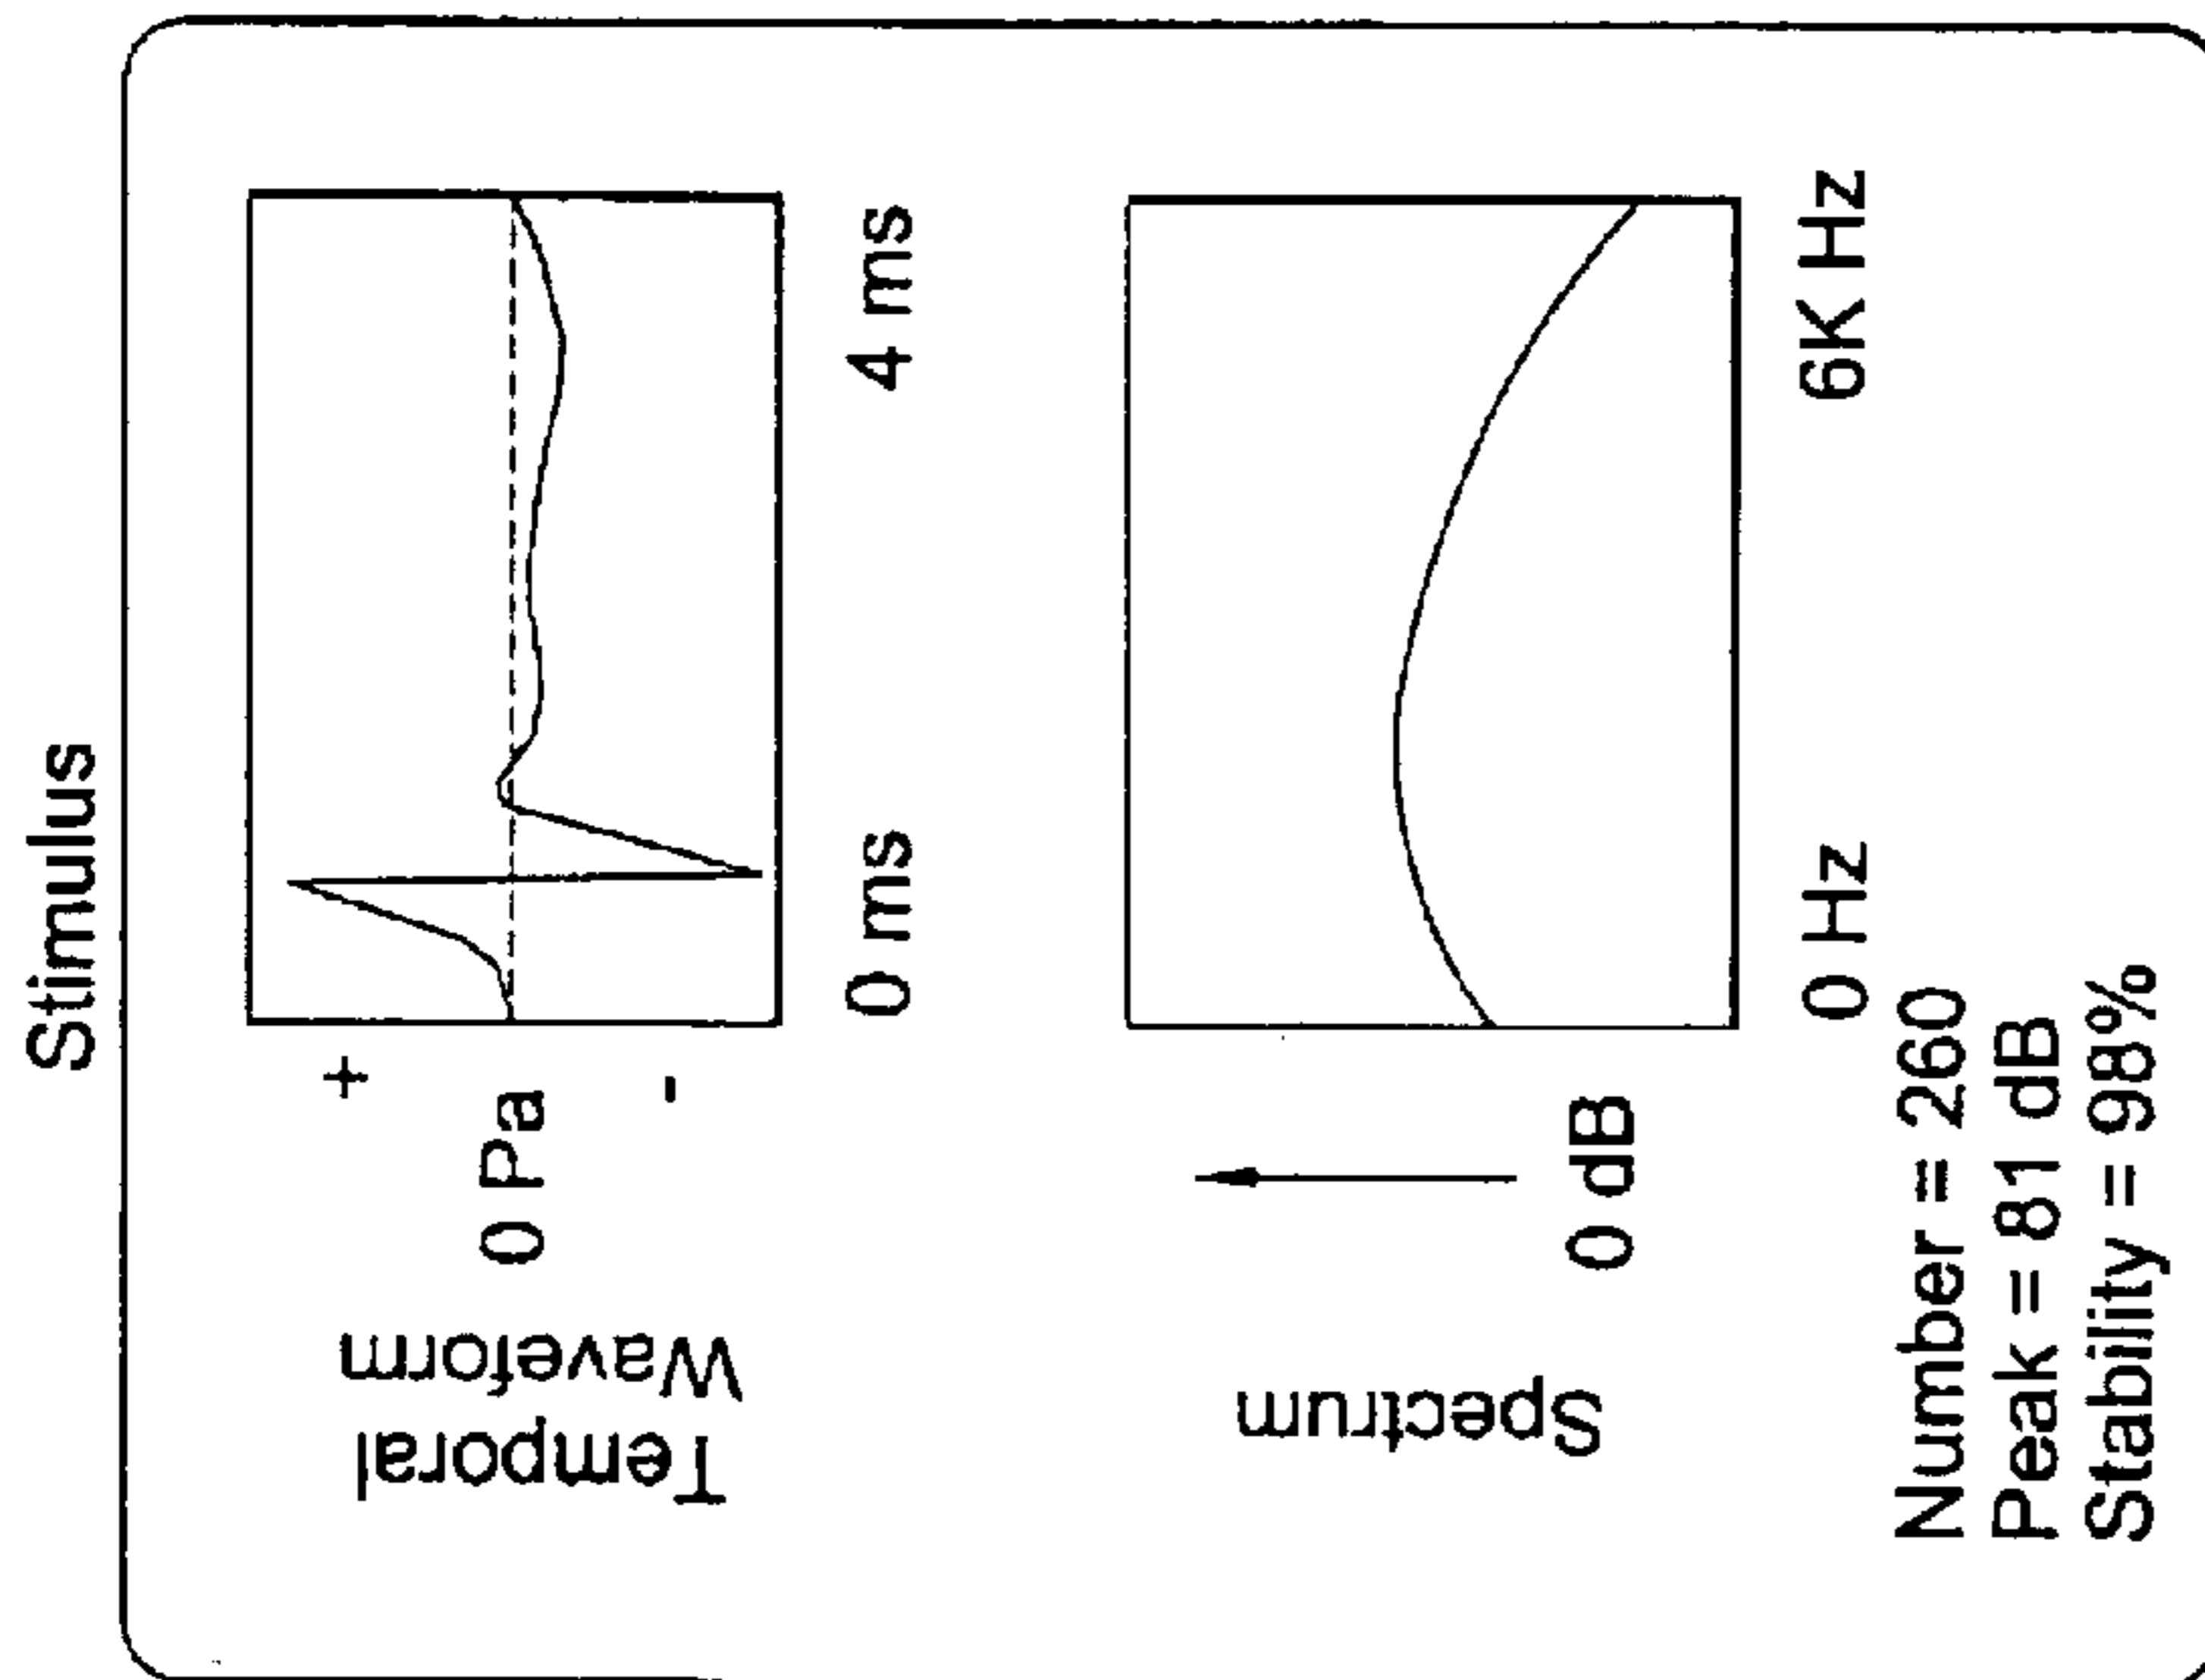 Stimulus
Temporal
Waveform
+
0 Pa
-
0 ms 4 ms
Spectrum
0 dB
0 Hz 6K Hz
Number = 260
Peak = 81 dB
Stability = 98%